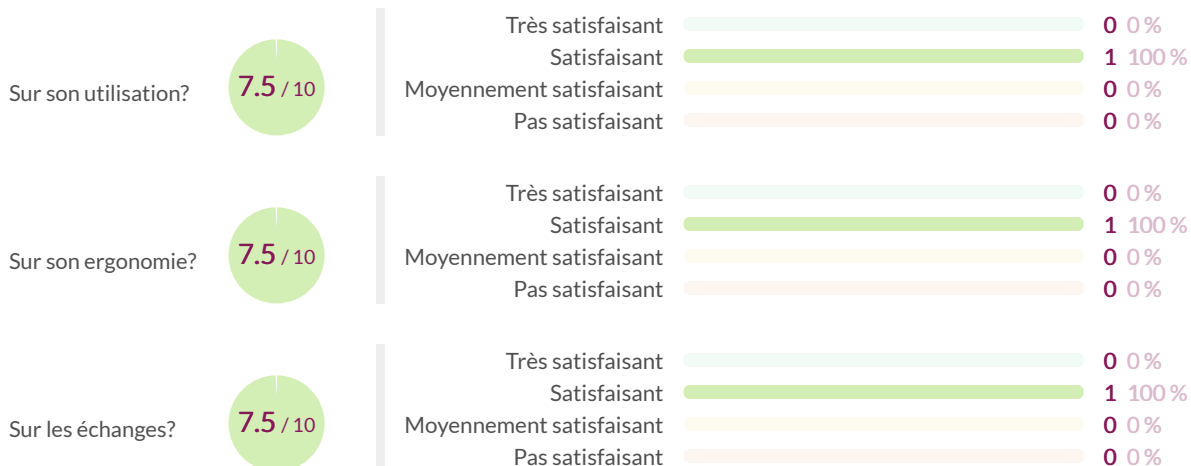 Très satisfaisant 0 0 %
Satisfaisant 1 100 %
Sur son utilisation? 7.5 / 10 Moyennement satisfaisant 0 0 %
Pas satisfaisant 0 0 %
Très satisfaisant 0 0 %
Satisfaisant 1 100 %
Sur son ergonomie? 7.5 / 10 Moyennement satisfaisant 0 0 %
Pas satisfaisant 0 0 %
Très satisfaisant 0 0 %
Satisfaisant 1 100 %
Sur les échanges? 7.5 / 10 Moyennement satisfaisant 0 0 %
Pas satisfaisant 0 0 %